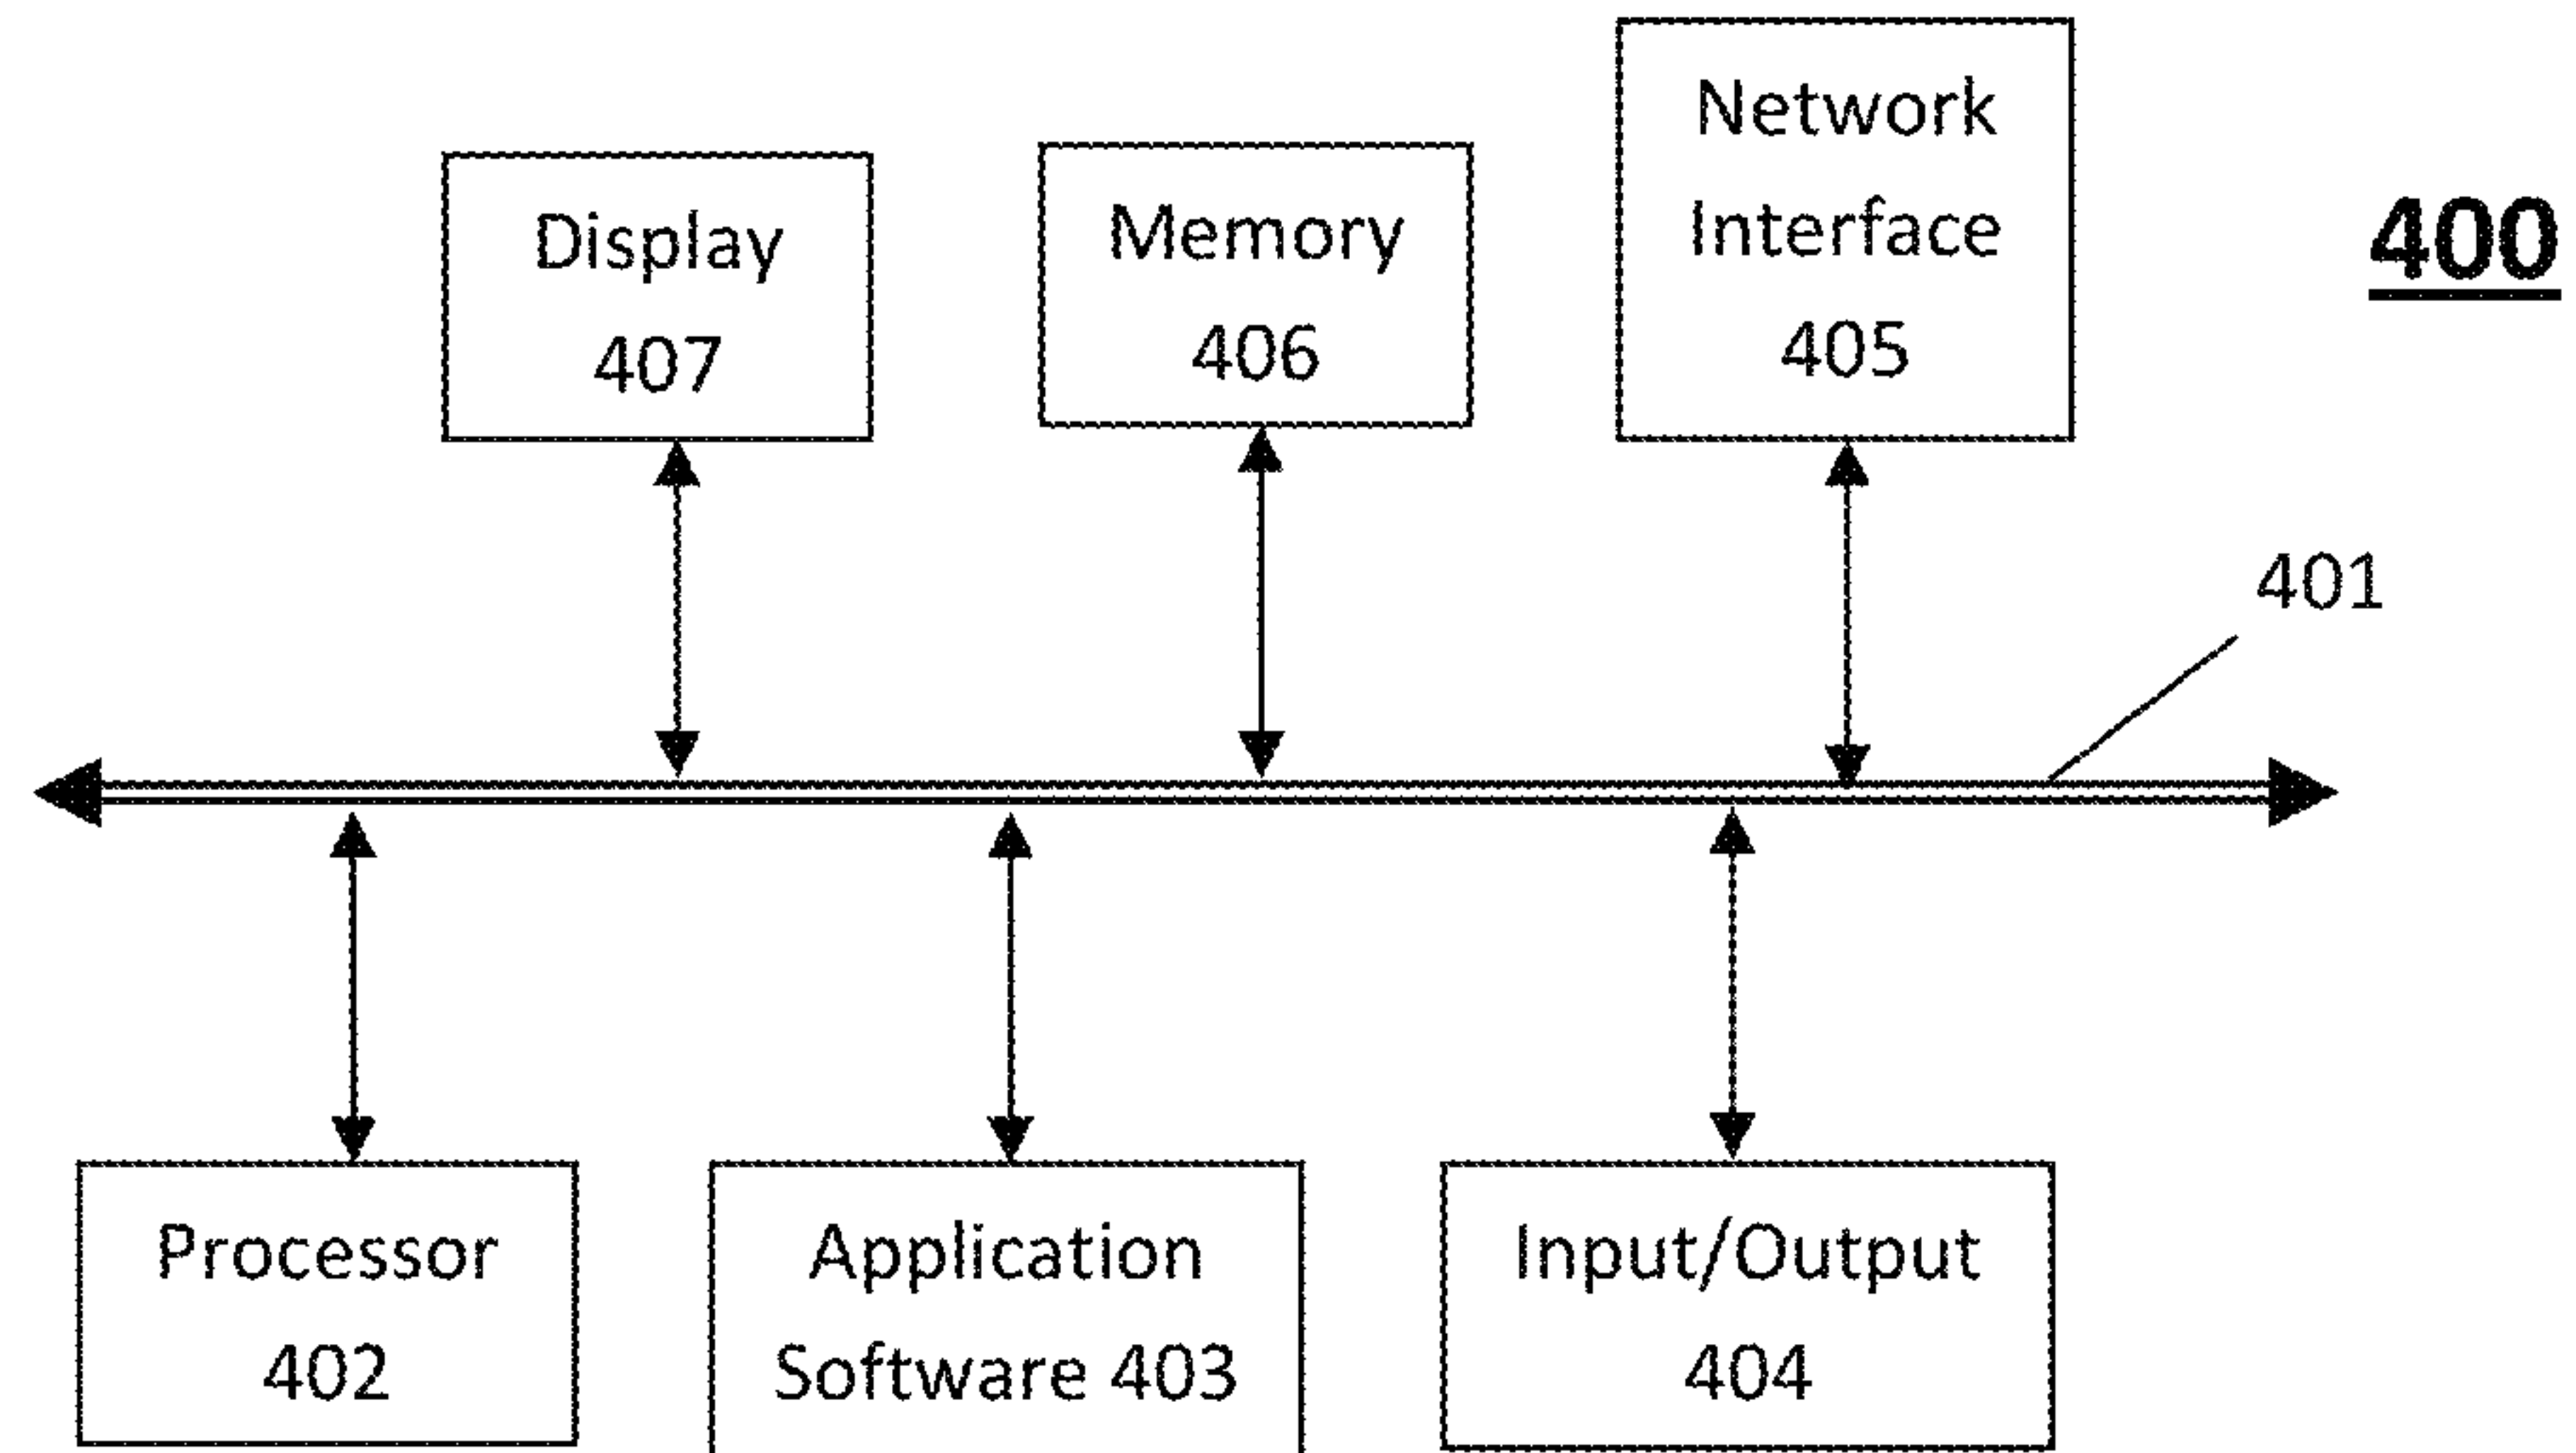 Network
Interface
405
Display
407
Memory
406
400
401
Processor
402
Application
Software 403
Input/Output
404